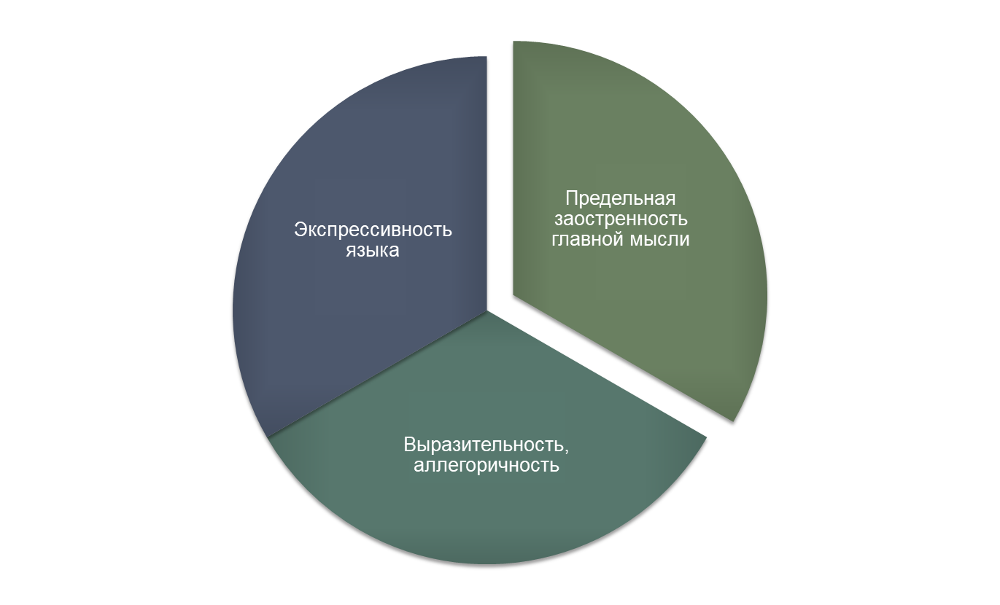 Предельная
заостренность
главной мысли
Экспрессивность
языка
Выразительность,
аллегоричность